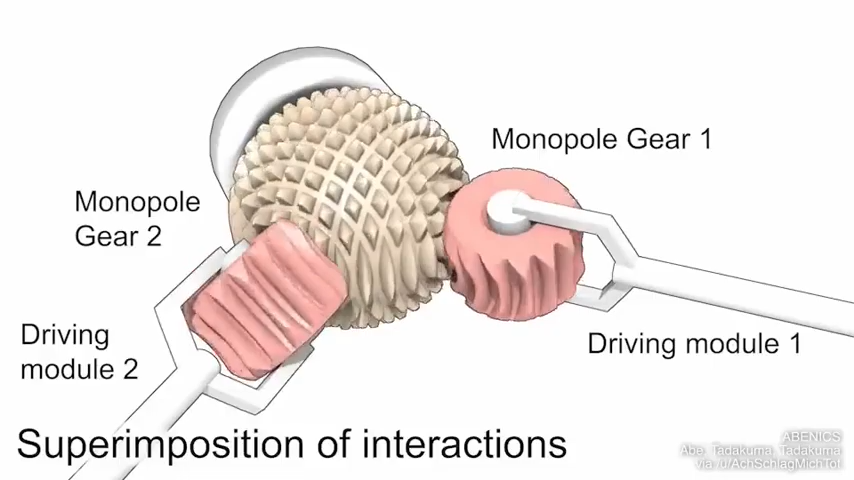 Monopole Gear 1
Monopole
Gear 2
Driving
module 2
Driving module 1
Superimposition of interactions
ABENICS
Abe, Tadakuma, Tadakuma
via: /u/AchSchlagMichTot